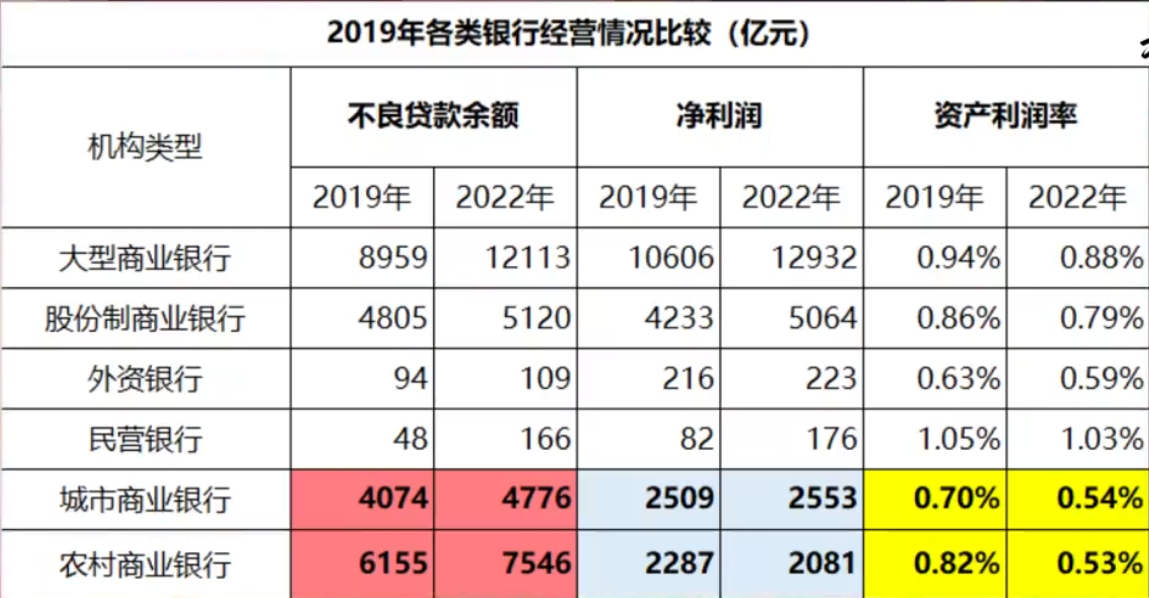 2019年各类银行经营情况比较（亿元）
机构类型 不良贷款余额 净利润 资产利润率
2019年 2022年 2019年 2022年 2019年 2022年
大型商业银行 8959 12113 10606 12932 0.94% 0.88%
股份制商业银行 4805 5120 4233 5064 0.86% 0.79%
外资银行 94 109 216 223 0.63% 0.59%
民营银行 48 166 82 176 1.05% 1.03%
城市商业银行 4074 4776 2509 2553 0.70% 0.54%
农村商业银行 6155 7546 2287 2081 0.82% 0.53%